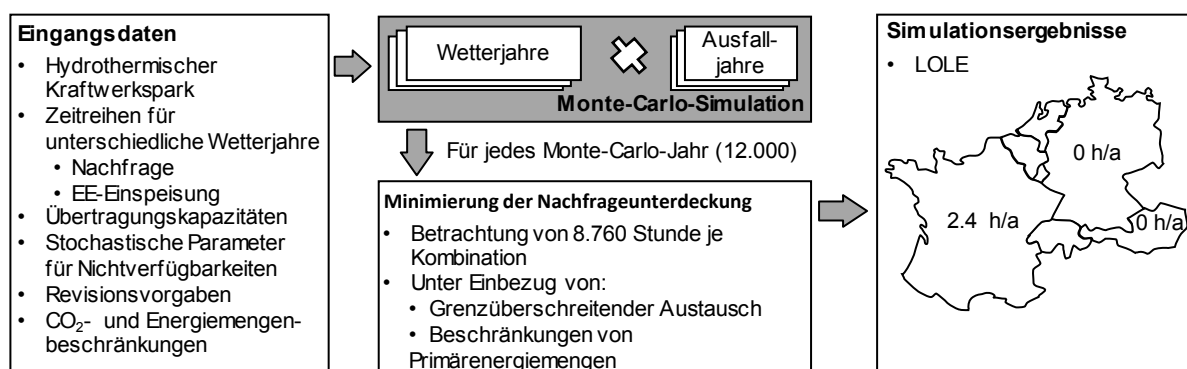 Eingangsdaten
• Hydrothermischer
Kraftwerkspark
• Zeitreihen für
unterschiedliche Wetterjahre
• Nachfrage
• EE-Einspeisung
• Übertragungskapazitäten
• Stochastische Parameter
für Nichtverfügbarkeiten
• Revisionsvorgaben
• CO₂- und Energiemengen-
beschränkungen
Wetterjahre
Ausfall-
jahre
Monte-Carlo-Simulation
Für jedes Monte-Carlo-Jahr (12.000)
Minimierung der Nachfrageunterdeckung
• Betrachtung von 8.760 Stunde je
Kombination
• Unter Einbezug von:
• Grenzüberschreitender Austausch
• Beschränkungen von
Primärenergiemengen
Simulationsergebnisse
• LOLE
0 h/a
2.4 h/a
0 h/a